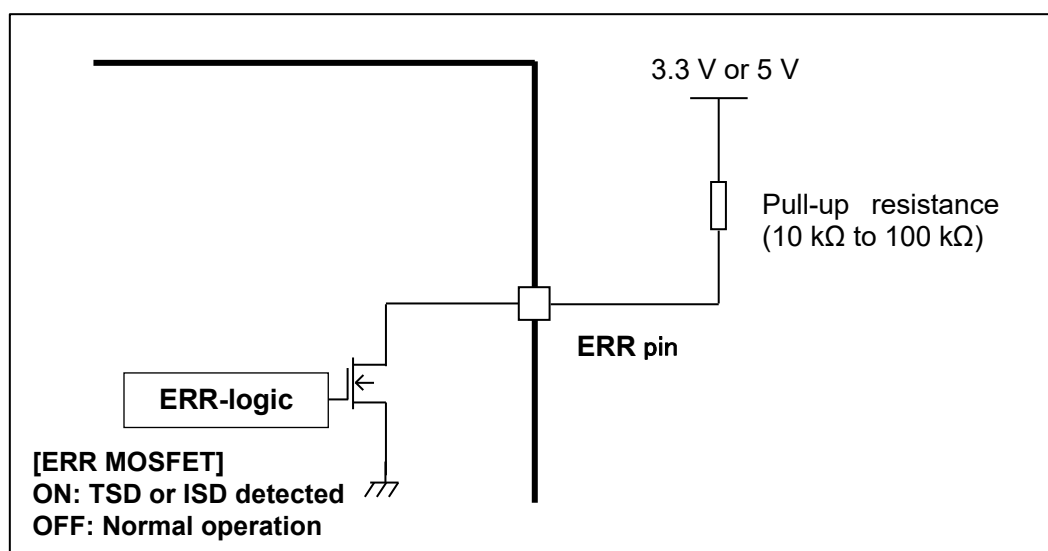 3.3 V or 5 V
Pull-up resistance
(10 kΩ to 100 kΩ)
ERR pin
ERR-logic
[ERR MOSFET]
ON: TSD or ISD detected
OFF: Normal operation